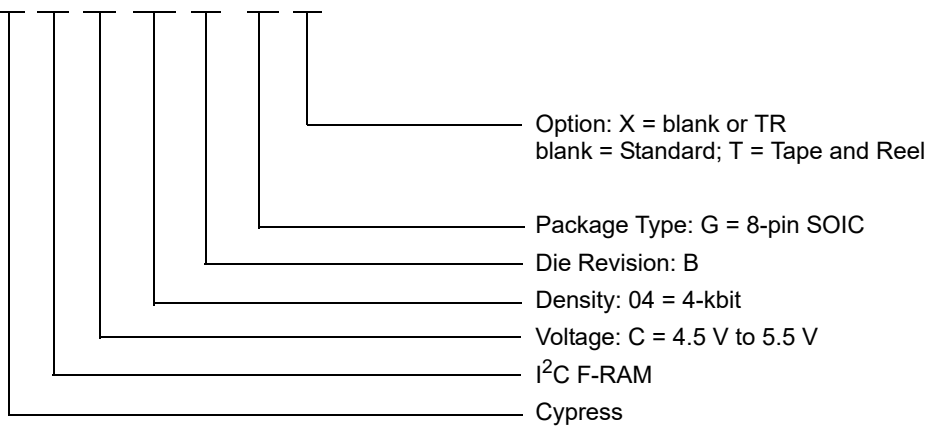 Option: X = blank or TR
blank = Standard; T = Tape and Reel
Package Type: G = 8-pin SOIC
Die Revision: B
Density: 04 = 4-kbit
Voltage: C = 4.5 V to 5.5 V
I²C F-RAM
Cypress